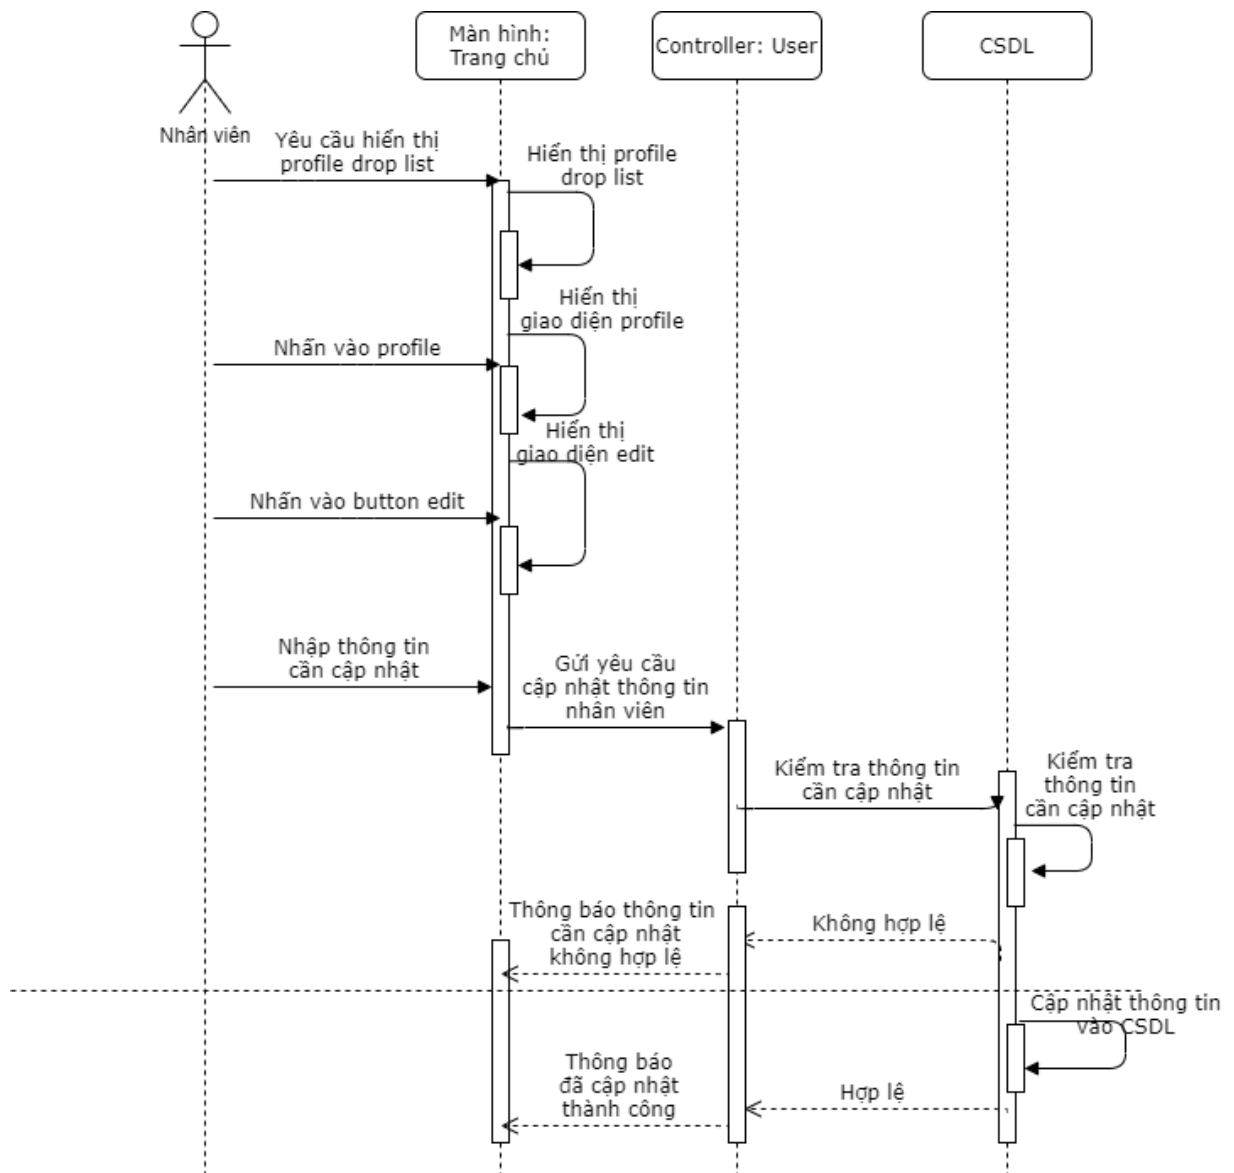 Màn hình:
Trang chủ
Controller: User
CSDL
Nhân viên
Yêu cầu hiển thị
profile drop list
Hiển thị profile
drop list
Hiển thị
giao diện profile
Nhấn vào profile
Hiển thị
giao diện edit
Nhấn vào button edit
Nhập thông tin
cần cập nhật
Gửi yêu cầu
cập nhật thông tin
nhân viên
Kiểm tra thông tin
cần cập nhật
Kiểm tra
thông tin
cần cập nhật
Thông báo thông tin
cần cập nhật
không hợp lệ
Không hợp lệ
Cập nhật thông tin
vào CSDL
Thông báo
đã cập nhật
thành công
Hợp lệ